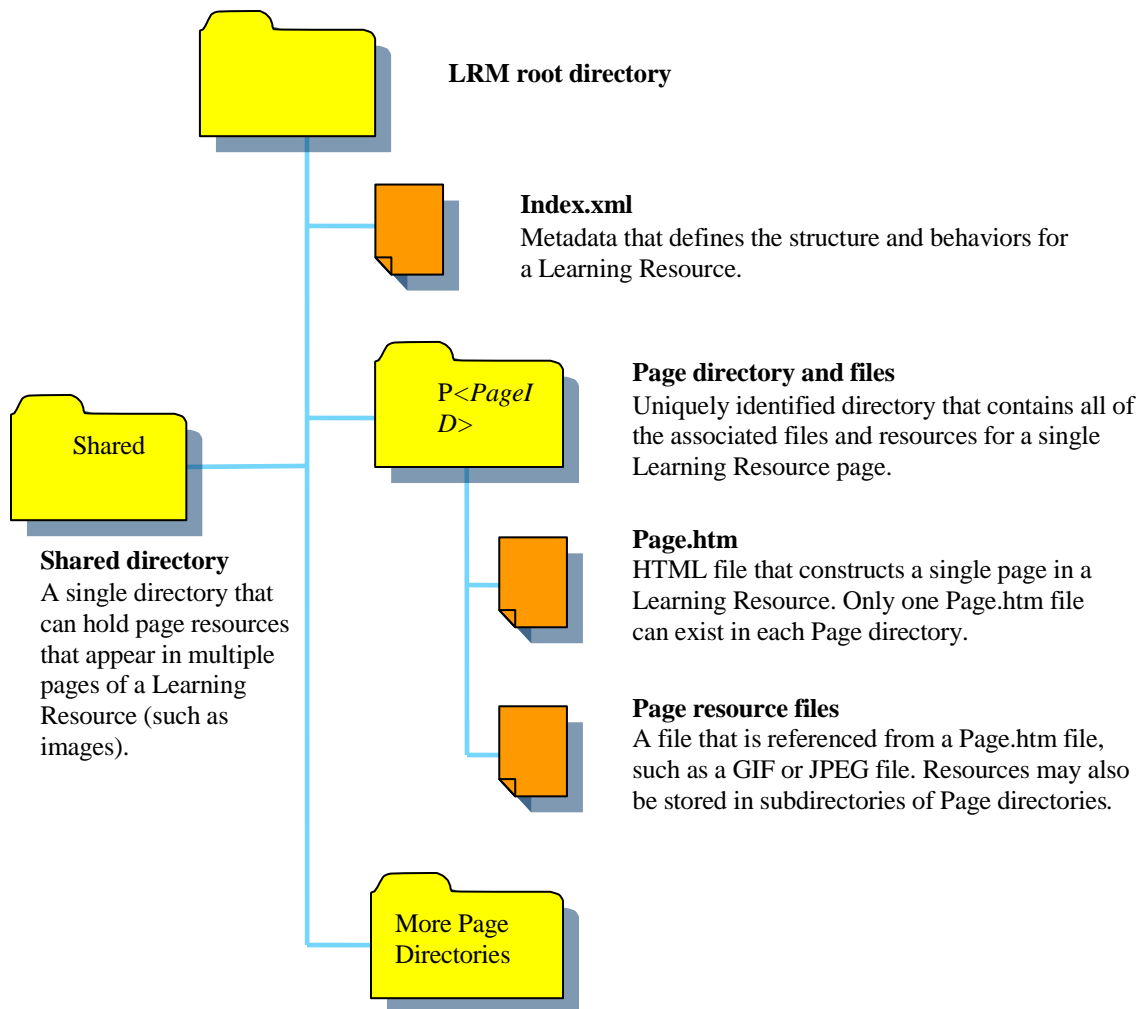 LRM root directory
Index.xml
Metadata that defines the structure and behaviors for
a Learning Resource.
P<PageI
D>
Page directory and files
Uniquely identified directory that contains all of
the associated files and resources for a single
Learning Resource page.
Shared
Shared directory
A single directory that
can hold page resources
that appear in multiple
pages of a Learning
Resource (such as
images).
Page.htm
HTML file that constructs a single page in a
Learning Resource. Only one Page.htm file
can exist in each Page directory.
Page resource files
A file that is referenced from a Page.htm file,
such as a GIF or JPEG file. Resources may also
be stored in subdirectories of Page directories.
More Page
Directories